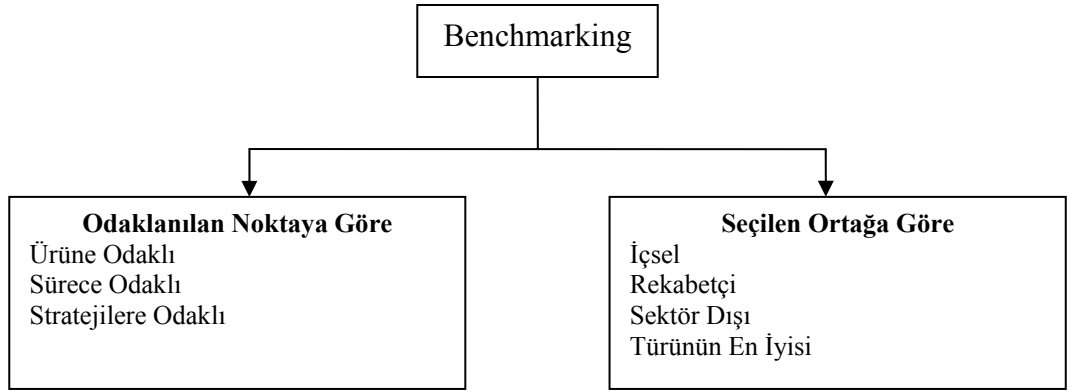 Benchmarking
Odaklanılan Noktaya Göre
Ürüne Odaklı
Sürece Odaklı
Stratejilere Odaklı
Seçilen Ortağa Göre
İçsel
Rekabetçi
Sektör Dışı
Türünün En İyisi